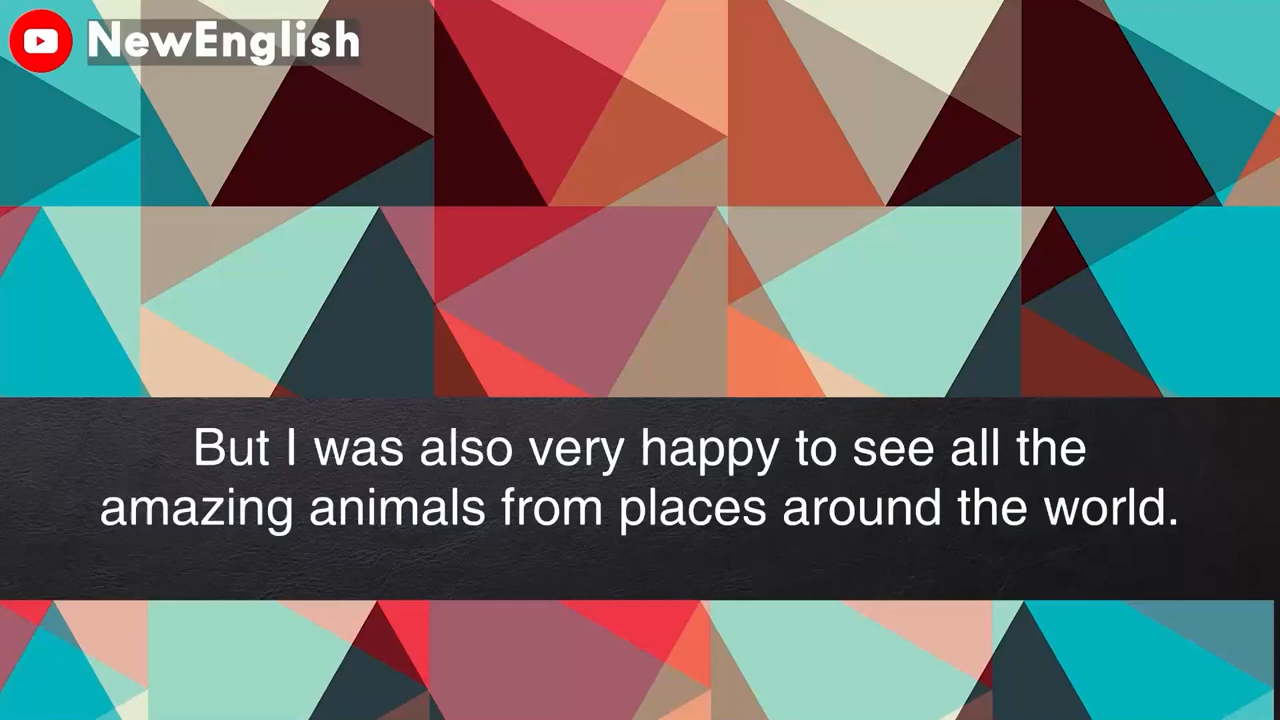 NewEnglish
But I was also very happy to see all the
amazing animals from places around the world.